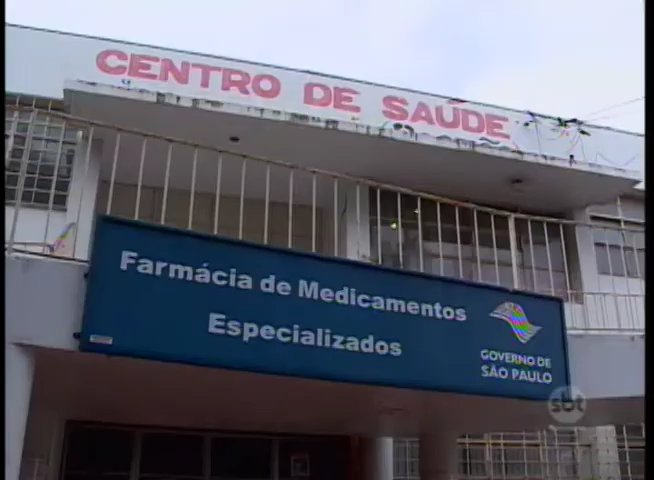 CENTRO DE SAÚDE
Farmácia de Medicamentos
Especializados
GOVERNO DE
SÃO PAULO
sbt